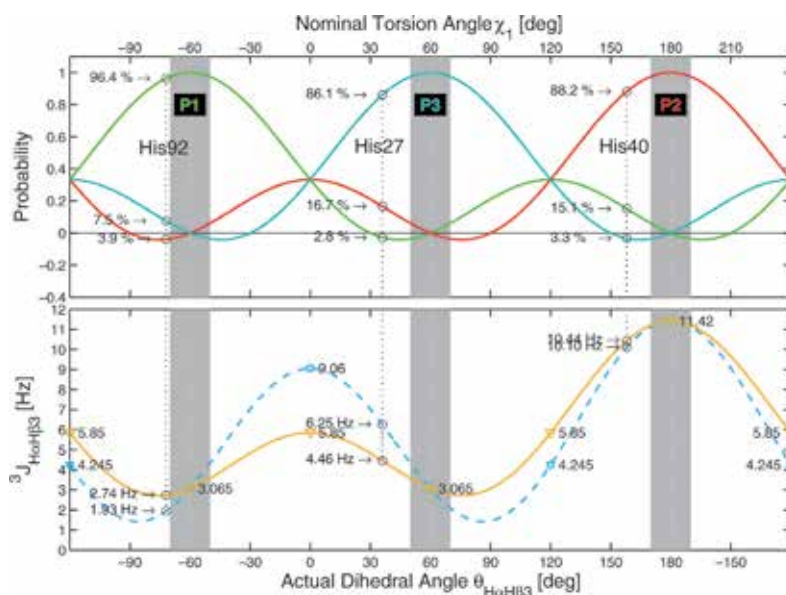 Nominal Torsion Angle χ1 [deg]
−90 −60 −30 0 30 60 90 120 150 180 210
1
0.8
0.4
0.2
0
−0.2
−0.4
Probability
96.4 % →
P1
86.1 % →
P3
88.2 % →
P2
His92
His27
His40
7.5 % →
3.9 % →
16.7 % →
2.8 % →
15.1 % →
3.3 % →
12
11
10
9
8
7
6
5
4
3
2
1
0
3JHαHβ3 [Hz]
5.85
4.245
2.74 Hz →
1.93 Hz →
3.065
9.06
6.25 Hz →
5.85
4.46 Hz →
3.065
10.44 Hz →
10.10 Hz →
11.42
5.85
4.245
5.85
4.245
−90 −60 −30 0 30 60 90 120 150 180 −150
Actual Dihedral Angle θHαHβ3 [deg]